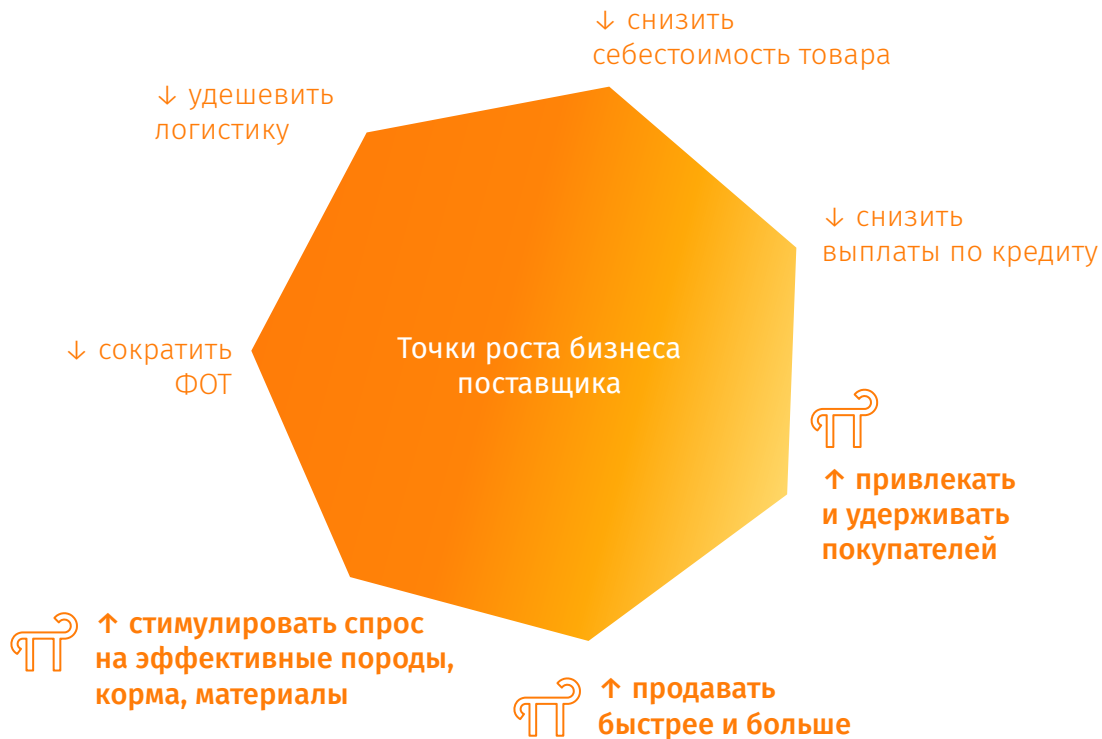 ↓ снизить
себестоимость товара
↓ удешевить
логистику
↓ снизить
выплаты по кредиту
↓ сократить
ФОТ
Точки роста бизнеса
поставщика
↑ привлекать
и удерживать
покупателей
↑ стимулировать спрос
на эффективные породы,
корма, материалы
↑ продавать
быстрее и больше